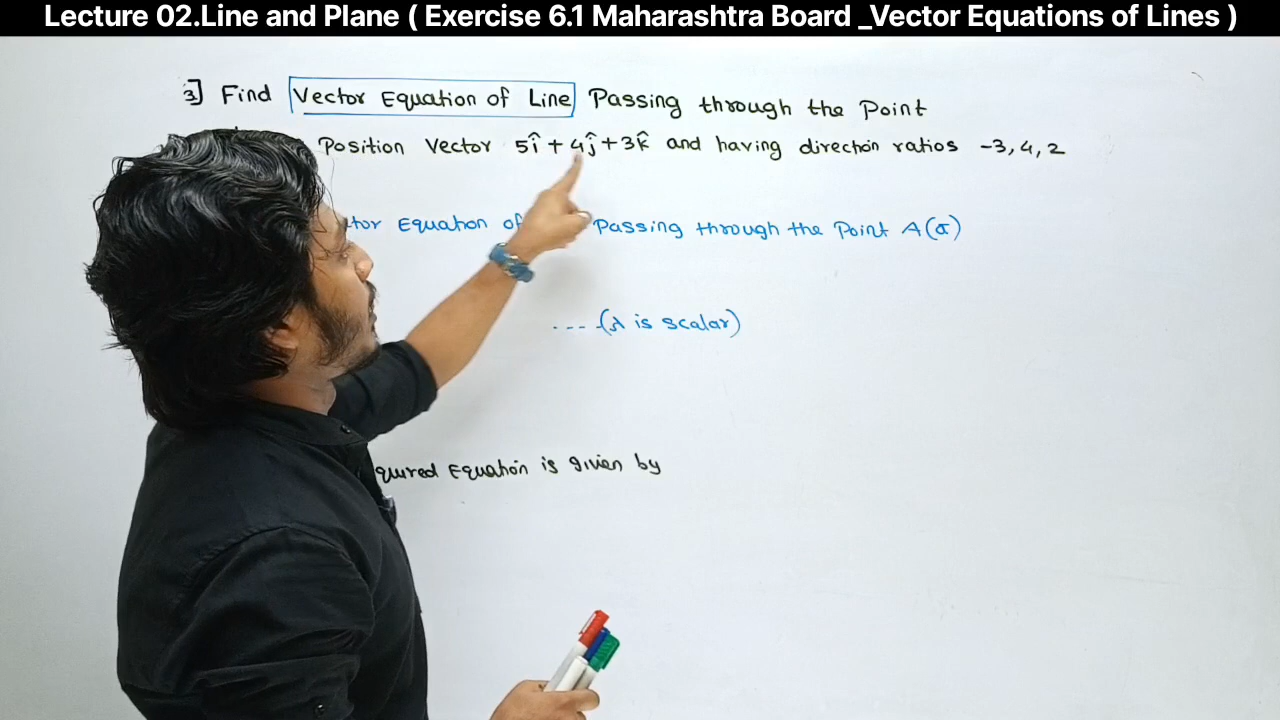 Lecture 02.Line and Plane ( Exercise 6.1 Maharashtra Board _Vector Equations of Lines )
3] Find Vector Equation of Line Passing through the Point
Position Vector 5î + 4ĵ + 3k̂ and having direction ratios -3, 4, 2
Equation of Passing through the Point A(a̅)
--- (λ is scalar)
Equation is given by